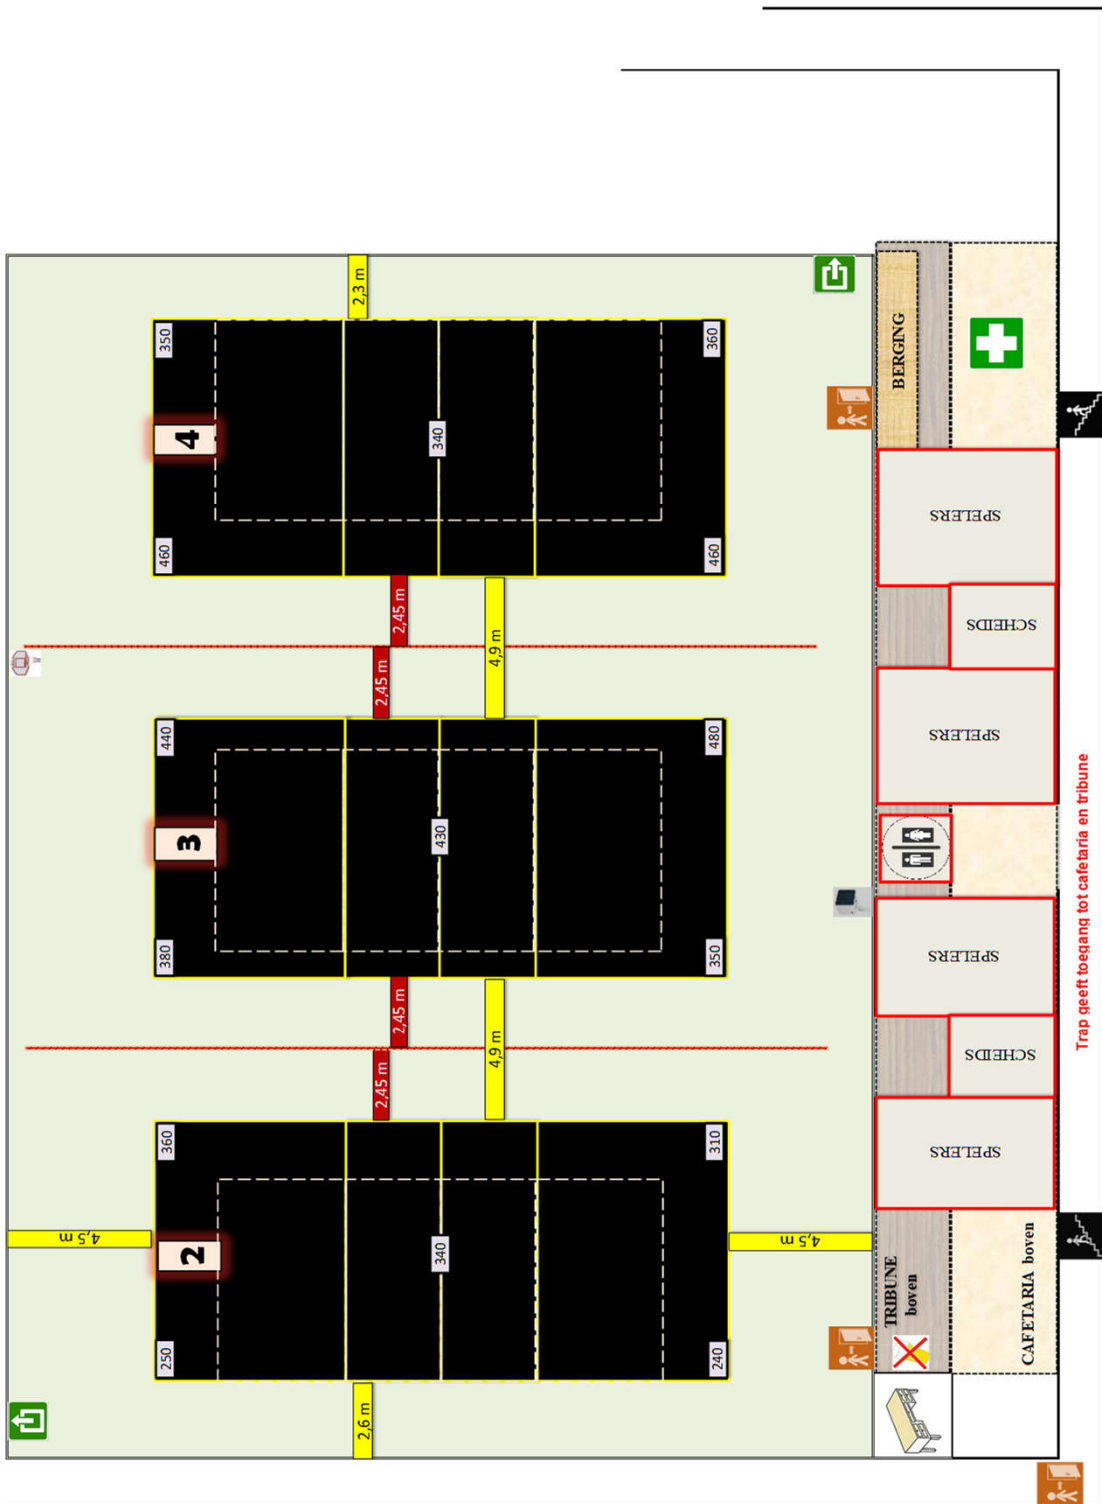 2,3 m
350
360
4
340
460
460
2,45 m
2,45 m
4,9 m
440
480
3
430
380
350
2,45 m
2,45 m
4,9 m
360
310
4,5 m
4,5 m
2
340
250
240
2,6 m
BERGING
SPELERS
SCHEIDS
SPELERS
SPELERS
SCHEIDS
SPELERS
TRIBUNE
boven
CAFETARIA boven
Trap geeft toegang tot cafetaria en tribune